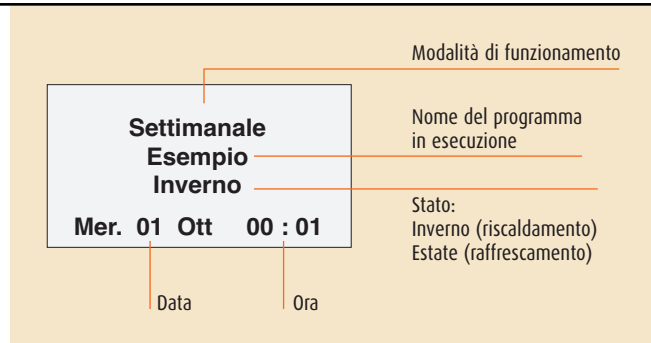 Modalità di funzionamento
Settimanale
Esempio
Inverno
Mer. 01 Ott 00 : 01
Nome del programma
in esecuzione
Stato:
Inverno (riscaldamento)
Estate (raffrescamento)
Data
Ora